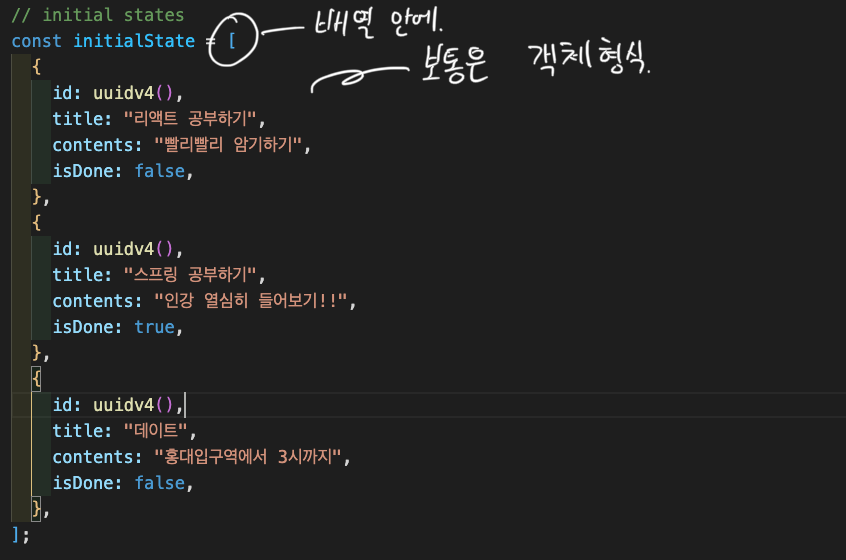 // initial states
const initialState = [
배열 안에.
{
보통은 객체형식.
id: uuidv4(),
title: "리액트 공부하기",
contents: "빨리빨리 암기하기",
isDone: false,
},
{
id: uuidv4(),
title: "스프링 공부하기",
contents: "인강 열심히 들어보기!!",
isDone: true,
},
{
id: uuidv4(),
title: "데이트",
contents: "홍대입구역에서 3시까지",
isDone: false,
},
];